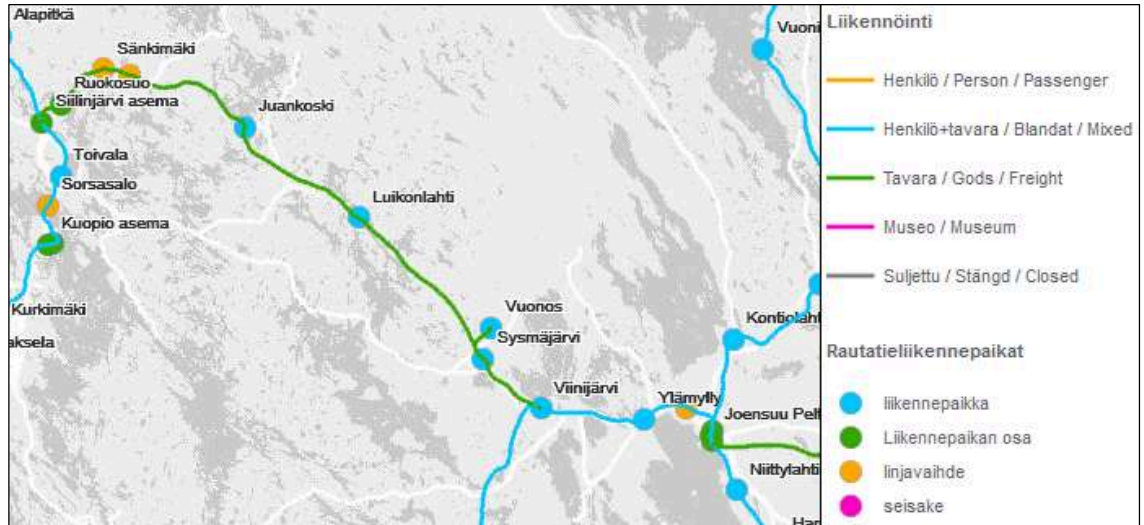 Alapitkä
Sänkimäki
Ruokosuo
Siilinjärvi asema
Juankoski
Toivala
Sorsasalo
Luikonlahti
Kuopio asema
Vuonos
Kurkimäki
Sysmäjärvi
aksela
Viinijärvi
Ylämylly
Vuoni
Kontiolaht
Joensuu Pelt
Niittylahti
Har
Liikennöinti
Henkilö / Person / Passenger
Henkilö+tavara / Blandat / Mixed
Tavara / Gods / Freight
Museo / Museum
Suljettu / Stängd / Closed
Rautatieliikennepaikat
liikennepaikka
Liikennepaikan osa
linjavaihde
seisake